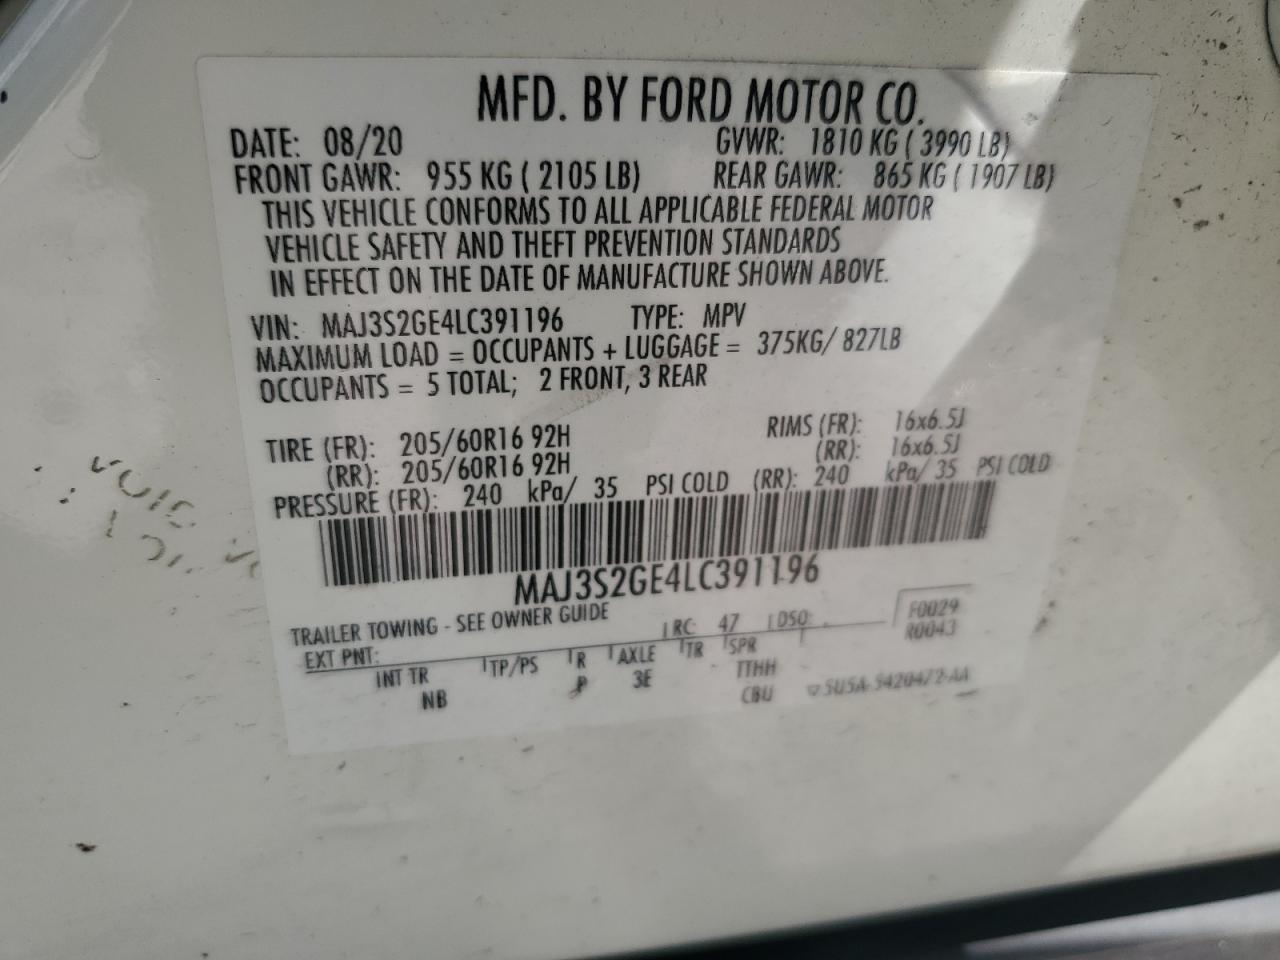 MFD. BY FORD MOTOR CO.
DATE: 08/20 GVWR: 1810 KG ( 3990 LB)
FRONT GAWR: 955 KG ( 2105 LB) REAR GAWR: 865 KG ( 1907 LB)
THIS VEHICLE CONFORMS TO ALL APPLICABLE FEDERAL MOTOR
VEHICLE SAFETY AND THEFT PREVENTION STANDARDS
IN EFFECT ON THE DATE OF MANUFACTURE SHOWN ABOVE.
VIN: MAJ3S2GE4LC391196 TYPE: MPV
MAXIMUM LOAD = OCCUPANTS + LUGGAGE = 375KG/ 827LB
OCCUPANTS = 5 TOTAL; 2 FRONT, 3 REAR
TIRE (FR): 205/60R16 92H RIMS (FR): 16x6.5J
(RR): 205/60R16 92H (RR): 16x6.5J
PRESSURE (FR): 240 kPa/ 35 PSI COLD (RR): 240 kPa/ 35 PSI COLD
MAJ3S2GE4LC391196
TRAILER TOWING - SEE OWNER GUIDE
EXT PNT: RC: 47 DSO: F0029
R0043
INT TR TP/PS R AXLE TR SPR
NB P 3E TTHH
CBU 5U5A-5420472-AA
VOID